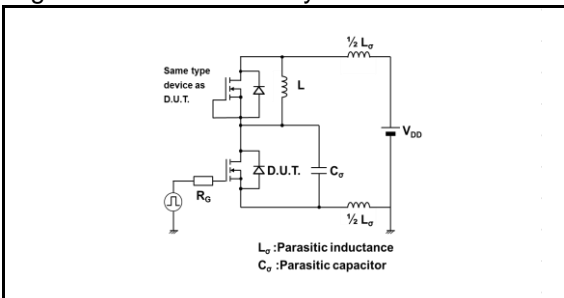 ½ Lσ
Same type
device as
D.U.T.
L
VDD
D.U.T.
Cσ
RG
½ Lσ
Lσ :Parasitic inductance
Cσ :Parasitic capacitor